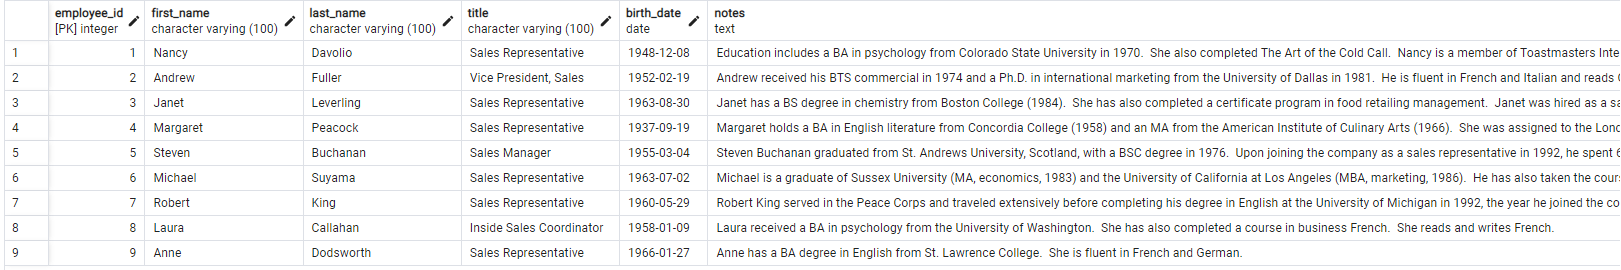 employee_id first_name last_name title birth_date notes
[PK] integer character varying (100) character varying (100) character varying (100) date text
1 1 Nancy Davolio Sales Representative 1948-12-08 Education includes a BA in psychology from Colorado State University in 1970. She also completed The Art of the Cold Call. Nancy is a member of Toastmasters Inte
2 2 Andrew Fuller Vice President, Sales 1952-02-19 Andrew received his BTS commercial in 1974 and a Ph.D. in international marketing from the University of Dallas in 1981. He is fluent in French and Italian and reads
3 3 Janet Leverling Sales Representative 1963-08-30 Janet has a BS degree in chemistry from Boston College (1984). She has also completed a certificate program in food retailing management. Janet was hired as a sa
4 4 Margaret Peacock Sales Representative 1937-09-19 Margaret holds a BA in English literature from Concordia College (1958) and an MA from the American Institute of Culinary Arts (1966). She was assigned to the Lond
5 5 Steven Buchanan Sales Manager 1955-03-04 Steven Buchanan graduated from St. Andrews University, Scotland, with a BSC degree in 1976. Upon joining the company as a sales representative in 1992, he spent 6
6 6 Michael Suyama Sales Representative 1963-07-02 Michael is a graduate of Sussex University (MA, economics, 1983) and the University of California at Los Angeles (MBA, marketing, 1986). He has also taken the cour
7 7 Robert King Sales Representative 1960-05-29 Robert King served in the Peace Corps and traveled extensively before completing his degree in English at the University of Michigan in 1992, the year he joined the co
8 8 Laura Callahan Inside Sales Coordinator 1958-01-09 Laura received a BA in psychology from the University of Washington. She has also completed a course in business French. She reads and writes French.
9 9 Anne Dodsworth Sales Representative 1966-01-27 Anne has a BA degree in English from St. Lawrence College. She is fluent in French and German.